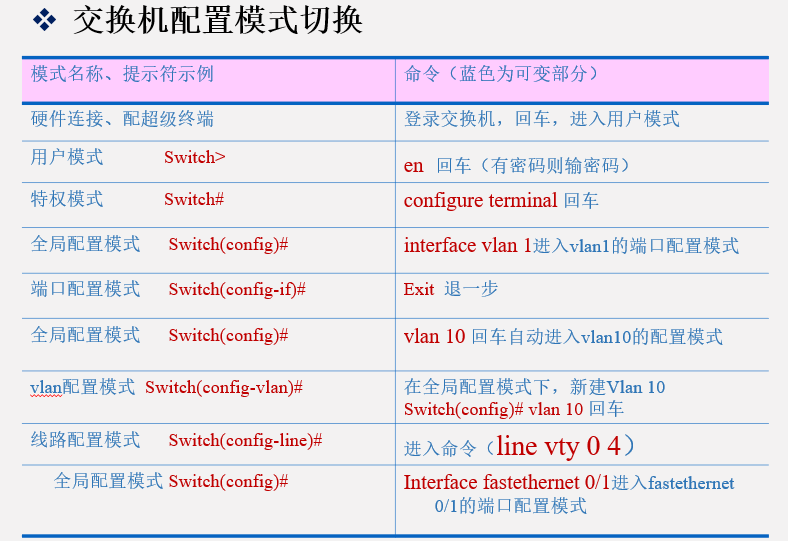 ❖ 交换机配置模式切换
模式名称、提示符示例 命令（蓝色为可变部分）
硬件连接、配超级终端 登录交换机，回车，进入用户模式
用户模式 Switch> en 回车（有密码则输密码）
特权模式 Switch# configure terminal 回车
全局配置模式 Switch(config)# interface vlan 1进入vlan1的端口配置模式
端口配置模式 Switch(config-if)# Exit 退一步
全局配置模式 Switch(config)# vlan 10 回车自动进入vlan10的配置模式
vlan配置模式 Switch(config-vlan)# 在全局配置模式下，新建Vlan 10
Switch(config)# vlan 10 回车
线路配置模式 Switch(config-line)# 进入命令（line vty 0 4）
全局配置模式 Switch(config)# Interface fastethernet 0/1进入fastethernet
0/1的端口配置模式